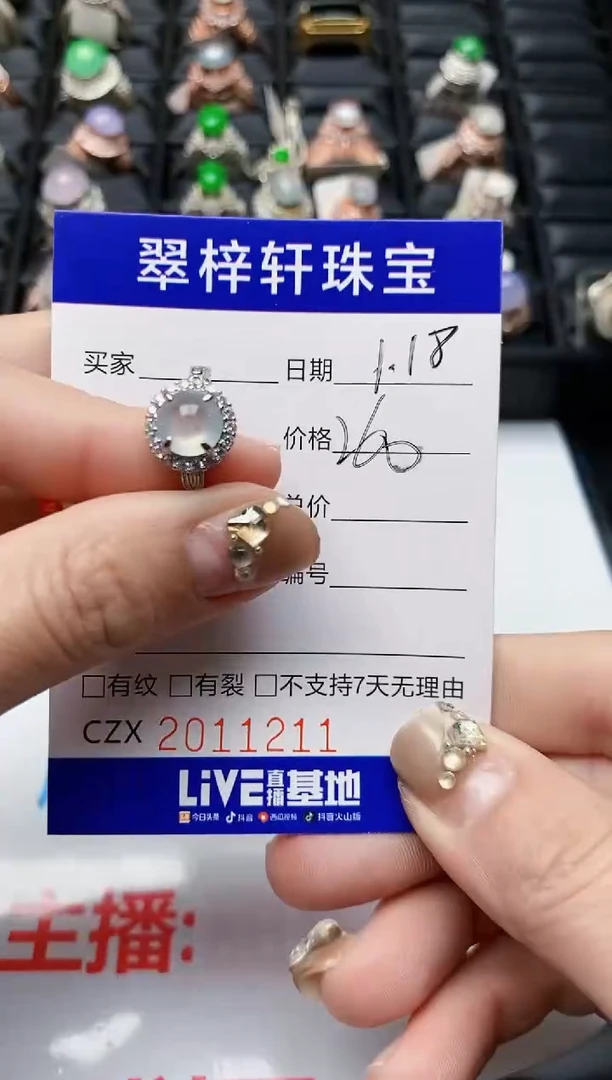 翠梓轩珠宝
买家 日期 1.18
价格 260
总价
编号
□有纹 □有裂 □不支持7天无理由
CZX 2011211
LiVE直播基地
今日头条 抖音 西瓜视频 抖音火山版
主播: